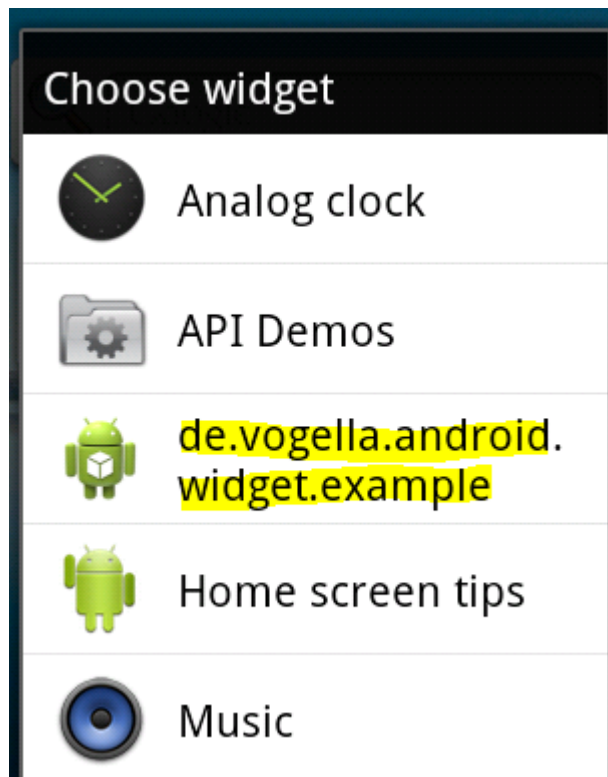 Choose widget
Analog clock
API Demos
de.vogella.android.
widget.example
Home screen tips
Music